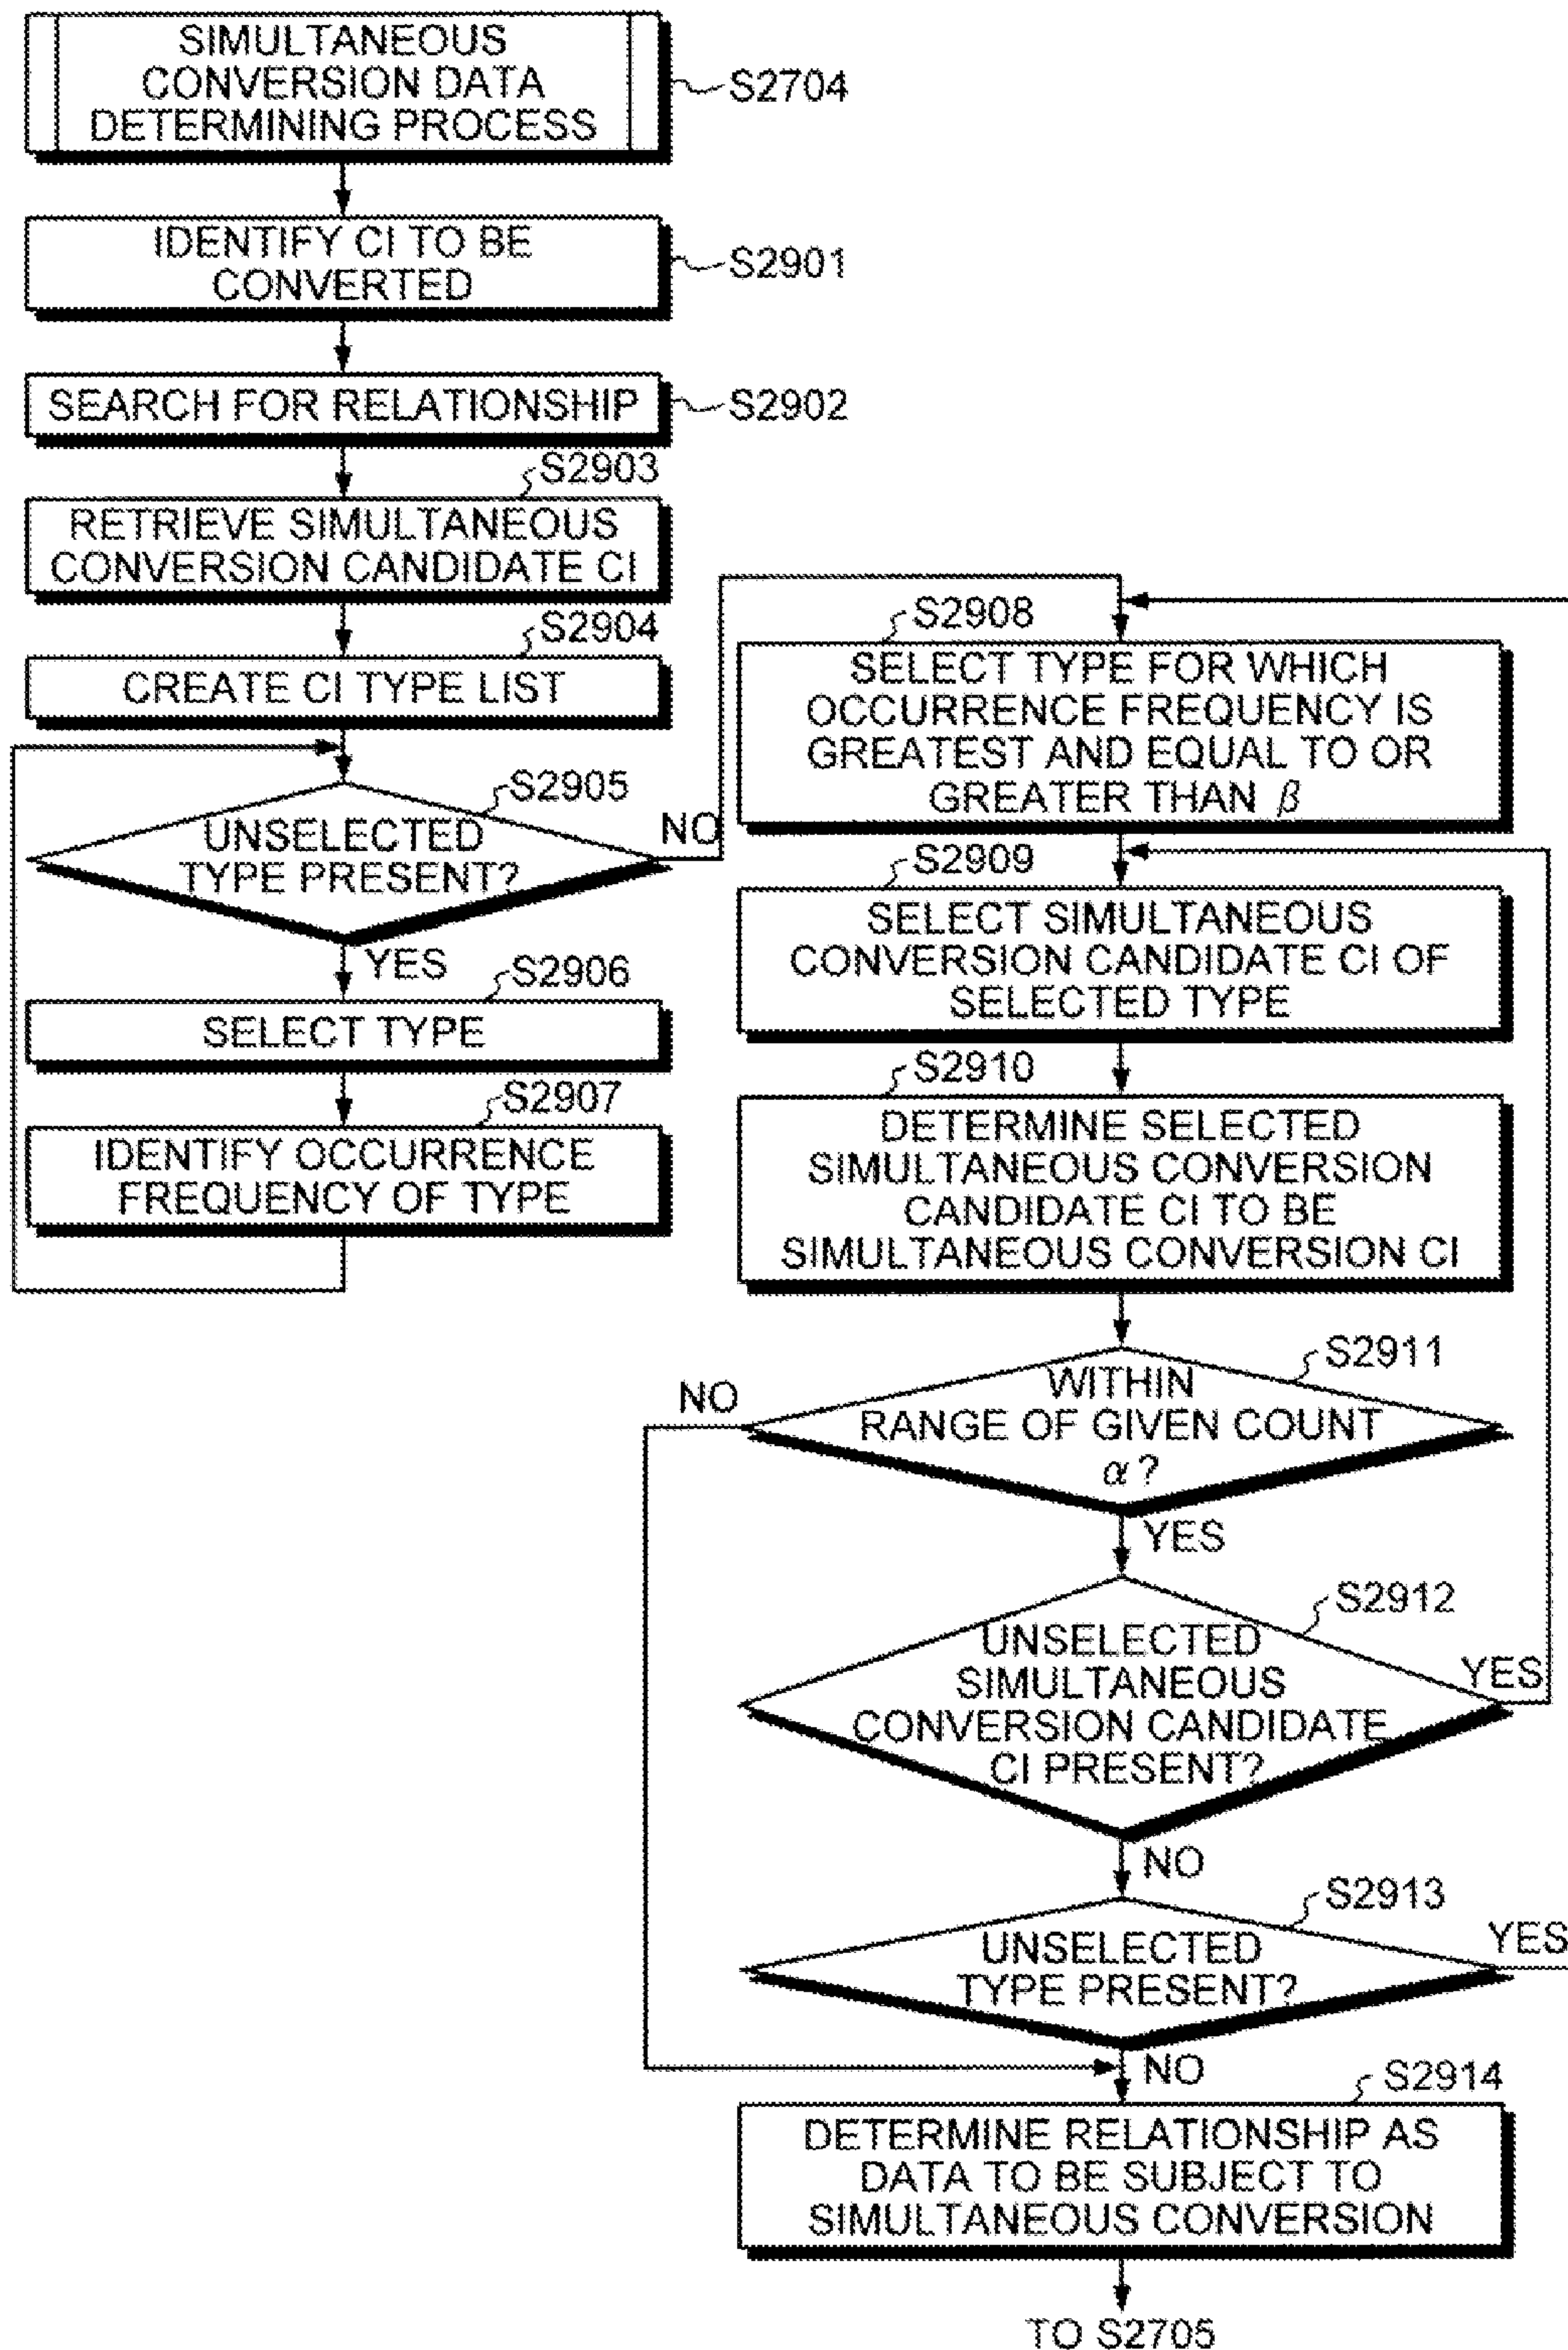 SIMULTANEOUS
CONVERSION DATA
DETERMINING PROCESS
S2704
IDENTIFY CI TO BE
CONVERTED
S2901
SEARCH FOR RELATIONSHIP
S2902
S2903
RETRIEVE SIMULTANEOUS
CONVERSION CANDIDATE CI
S2904
CREATE CI TYPE LIST
S2905
UNSELECTED
TYPE PRESENT?
NO
YES
S2906
SELECT TYPE
S2907
IDENTIFY OCCURRENCE
FREQUENCY OF TYPE
S2908
SELECT TYPE FOR WHICH
OCCURRENCE FREQUENCY IS
GREATEST AND EQUAL TO OR
GREATER THAN β
S2909
SELECT SIMULTANEOUS
CONVERSION CANDIDATE CI OF
SELECTED TYPE
S2910
DETERMINE SELECTED
SIMULTANEOUS CONVERSION
CANDIDATE CI TO BE
SIMULTANEOUS CONVERSION CI
S2911
NO
WITHIN
RANGE OF GIVEN COUNT
α?
YES
S2912
UNSELECTED
SIMULTANEOUS
CONVERSION CANDIDATE
CI PRESENT?
YES
NO
S2913
UNSELECTED
TYPE PRESENT?
YES
NO
S2914
DETERMINE RELATIONSHIP AS
DATA TO BE SUBJECT TO
SIMULTANEOUS CONVERSION
TO S2705